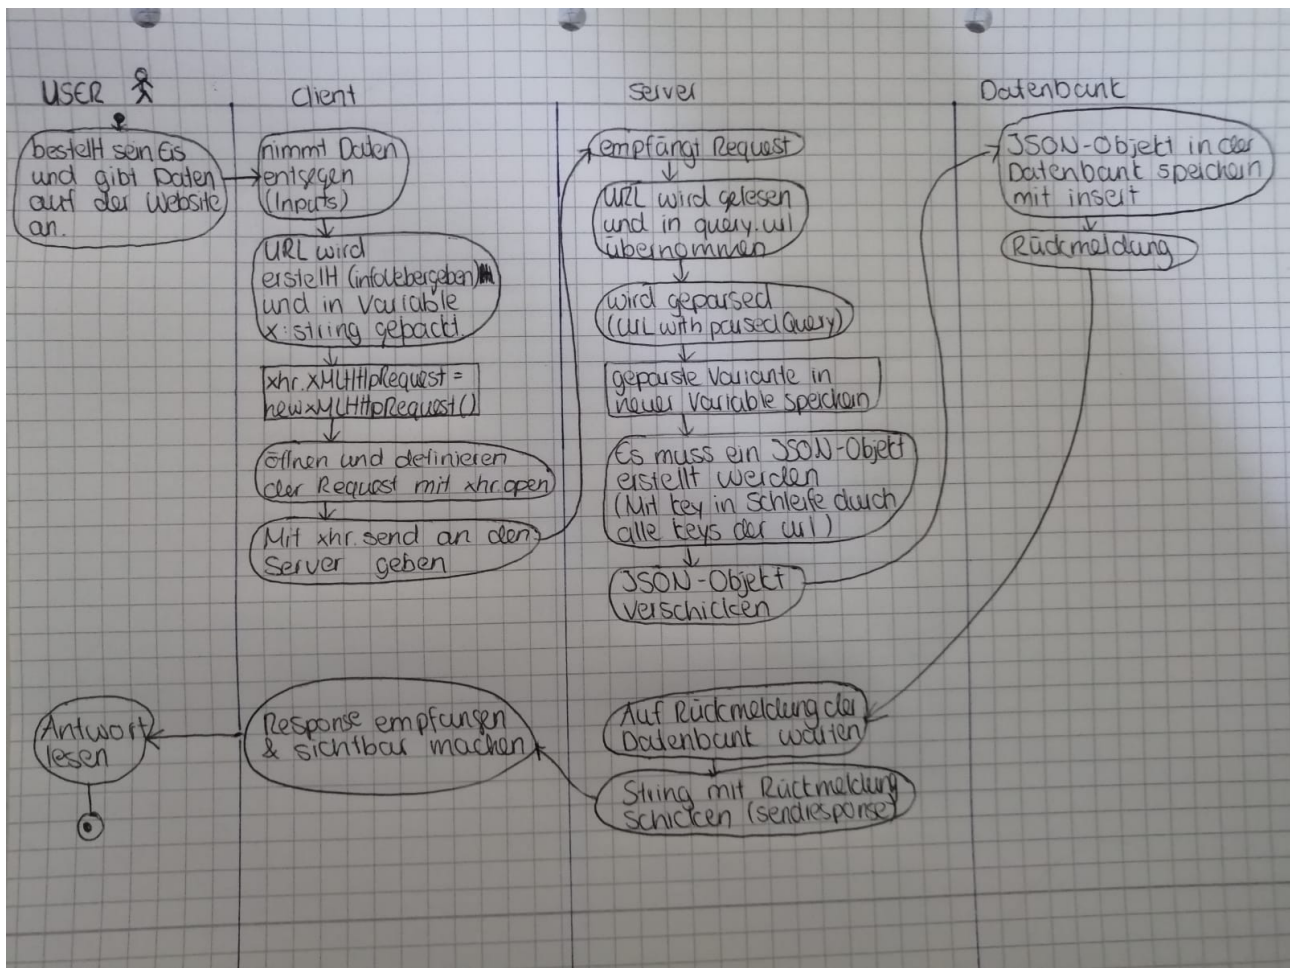 USER
bestellt sein Eis
und gibt Daten
auf der Website
an.
Client
nimmt Daten
entgegen
(Inputs)
URL wird
erstellt (infoUebergeben)
und in Variable
x:string gepackt
xhr.XMLHttpRequest =
new XMLHttpRequest()
öffnen und definieren
der Request mit xhr.open
Mit xhr.send an den
Server geben
Server
empfängt Request
URL wird gelesen
und in query.url
übernommen
wird geparsed
(url with parsedQuery)
geparste Variante in
neuer Variable speichern
Es muss ein JSON-Objekt
erstellt werden
(Mit key in Schleife durch
alle keys der url)
JSON-Objekt
verschicken
Datenbank
JSON-Objekt in der
Datenbank speichern
mit insert
Rückmeldung
Auf Rückmeldung der
Datenbank warten
String mit Rückmeldung
schicken (sendresponse)
Response empfangen
& sichtbar machen
Antwort
lesen